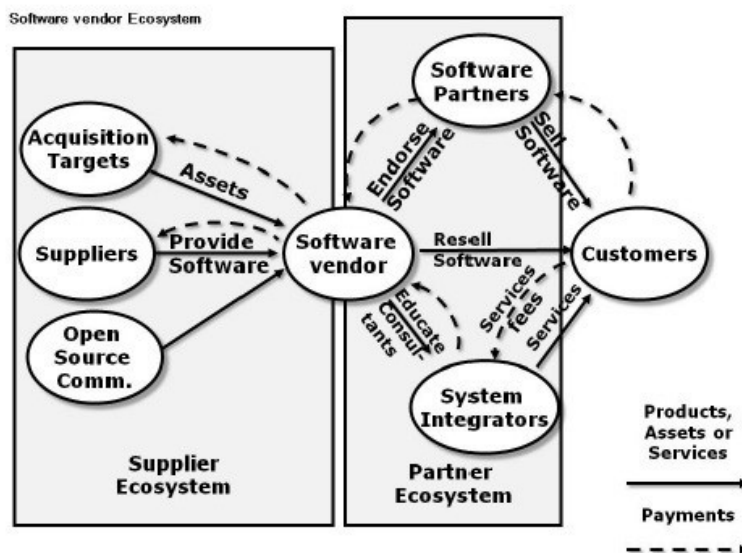 Software vendor Ecosystem
Software
Partners
Acquisition
Targets
Assets
Endorse
Software
Sell
Software
Suppliers
Provide
Software
Software
vendor
Resell
Software
Customers
Open
Source
Comm.
Educate
Consul-
tants
Services
fees
Services
System
Integrators
Supplier
Ecosystem
Partner
Ecosystem
Products,
Assets or
Services
Payments